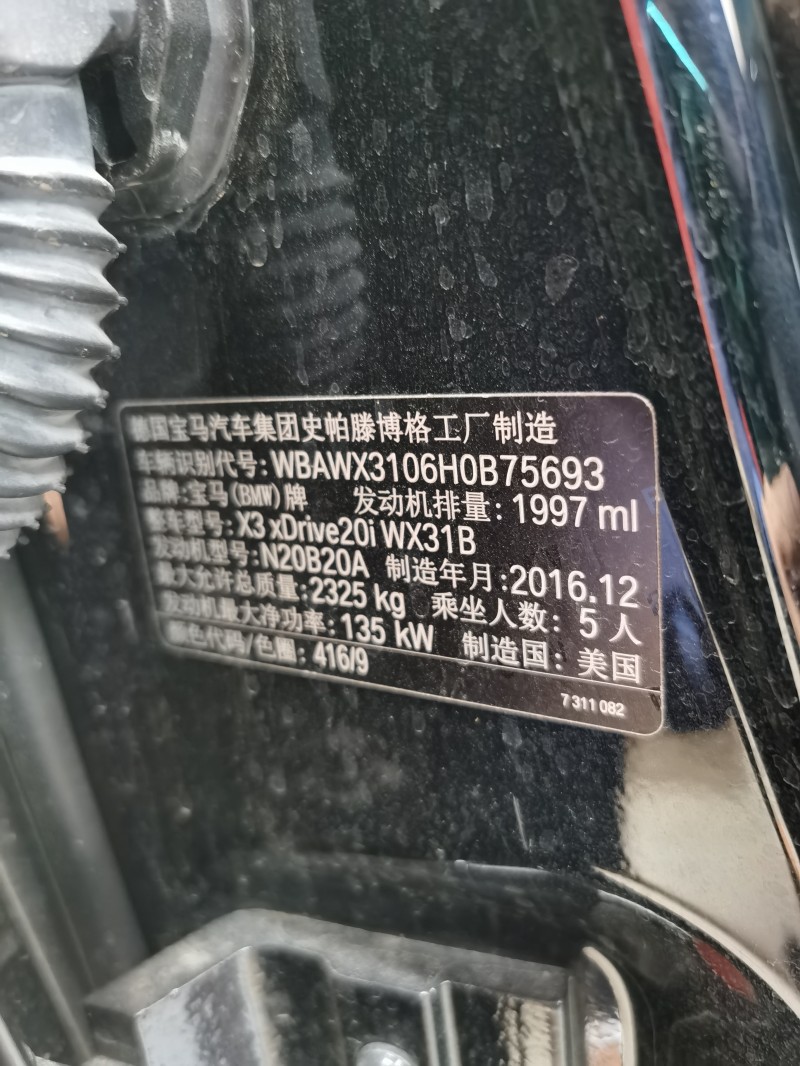 德国宝马汽车集团史帕滕博格工厂制造
车辆识别代号:WBAWX3106H0B75693
品牌:宝马(BMW)牌 发动机排量:1997 ml
整车型号:X3 xDrive20i WX31B
发动机型号:N20B20A 制造年月:2016.12
最大允许总质量:2325 kg 乘坐人数:5人
发动机最大净功率:135 kW 制造国:美国
颜色代码/色圈:416/9
7 311 082